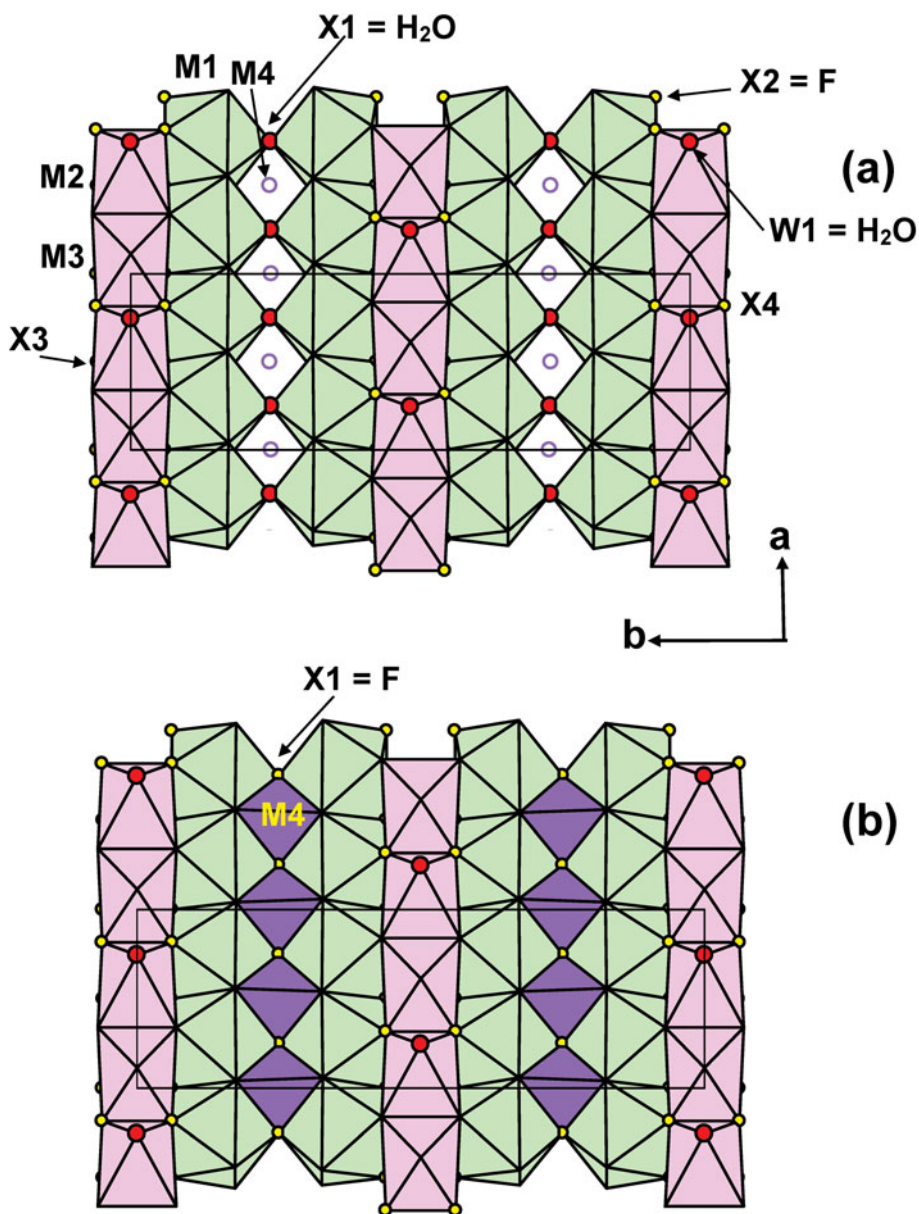 X1 = H₂O
M1
M4
X2 = F
(a)
M2
W1 = H₂O
M3
X4
X3
a
b
X1 = F
M4
(b)